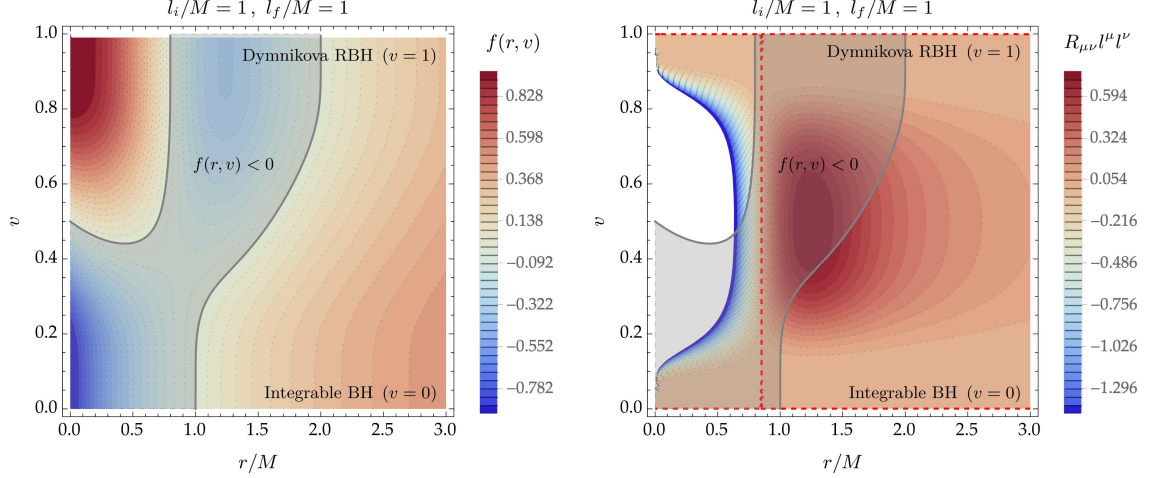 l_i/M = 1 , l_f/M = 1
f(r, v)
Dymnikova RBH (v = 1)
f(r, v) < 0
Integrable BH (v = 0)
1.0
0.8
0.6
0.4
0.2
0.0
v
0.0 0.5 1.0 1.5 2.0 2.5 3.0
r/M
0.828
0.598
0.368
0.138
−0.092
−0.322
−0.552
−0.782
l_i/M = 1 , l_f/M = 1
R_{μν}l^μ l^ν
Dymnikova RBH (v = 1)
f(r, v) < 0
Integrable BH (v = 0)
1.0
0.8
0.6
0.4
0.2
0.0
v
0.0 0.5 1.0 1.5 2.0 2.5 3.0
r/M
0.594
0.324
0.054
−0.216
−0.486
−0.756
−1.026
−1.296